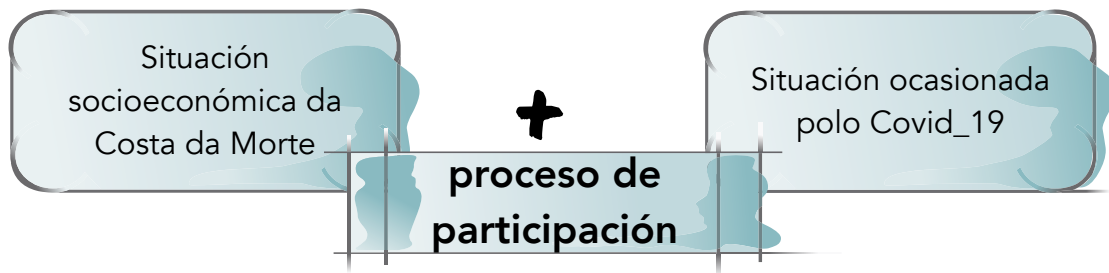 Situación
socioeconómica da
Costa da Morte
+
Situación ocasionada
polo Covid_19
proceso de
participación